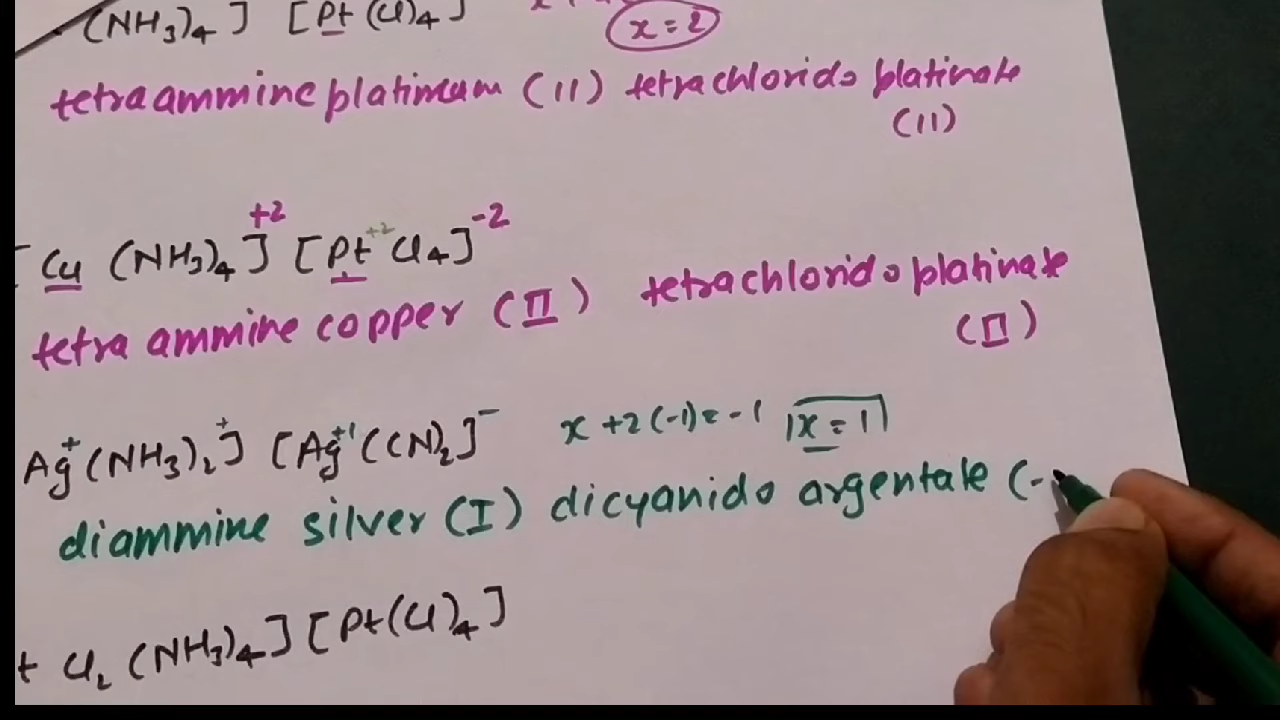 (NH3)4] [Pt(Cl)4]
x = 2
tetraammineplatinum (II) tetrachlorido platinate
(II)
+2 +2 -2
[Cu (NH3)4] [Pt Cl4]
tetra ammine copper (II) tetrachlorido platinate
(II)
Ag+(NH3)2+] [Ag+1(CN)2]- x +2(-1)= -1 x = 1
diammine silver (I) dicyanido argentate (-
t Cl2 (NH3)4] [Pt(Cl)4]